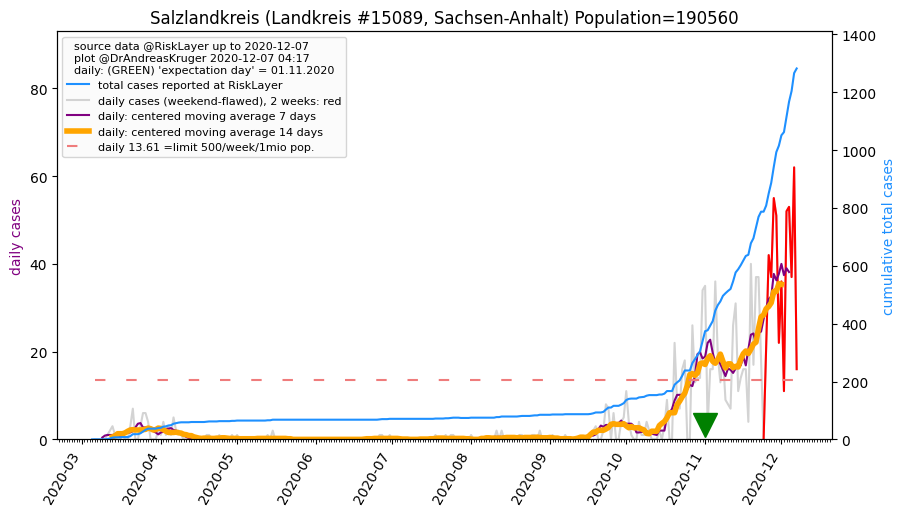 Salzlandkreis (Landkreis #15089, Sachsen-Anhalt) Population=190560
source data @RiskLayer up to 2020-12-07
plot @DrAndreasKruger 2020-12-07 04:17
daily: (GREEN) 'expectation day' = 01.11.2020
total cases reported at RiskLayer
daily cases (weekend-flawed), 2 weeks: red
daily: centered moving average 7 days
daily: centered moving average 14 days
daily 13.61 =limit 500/week/1mio pop.
daily cases
0
20
40
60
80
cumulative total cases
0
200
400
600
800
1000
1200
1400
2020-03
2020-04
2020-05
2020-06
2020-07
2020-08
2020-09
2020-10
2020-11
2020-12